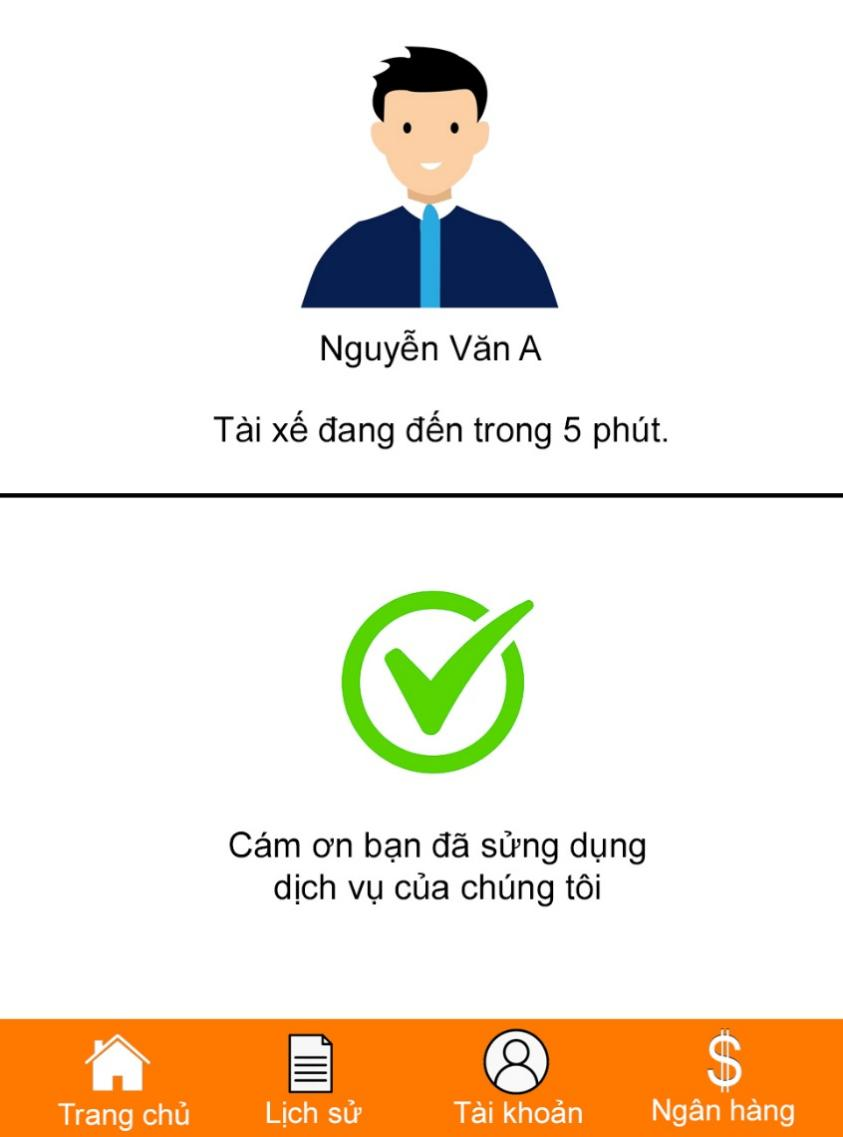 Nguyễn Văn A
Tài xế đang đến trong 5 phút.
Cám ơn bạn đã sửng dụng
dịch vụ của chúng tôi
Trang chủ
Lịch sử
Tài khoản
Ngân hàng